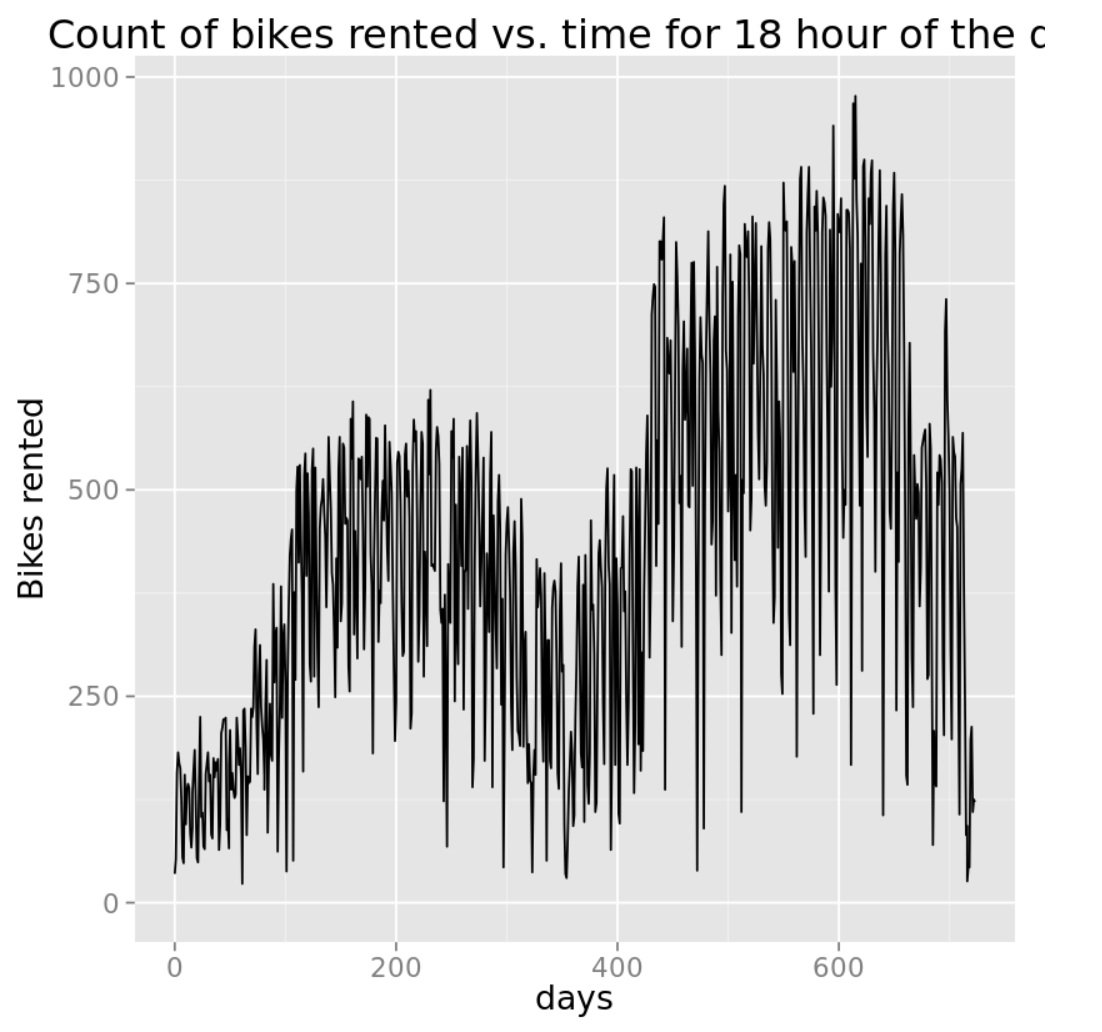 Count of bikes rented vs. time for 18 hour of the
1000
750
500
250
0
Bikes rented
0 200 400 600
days